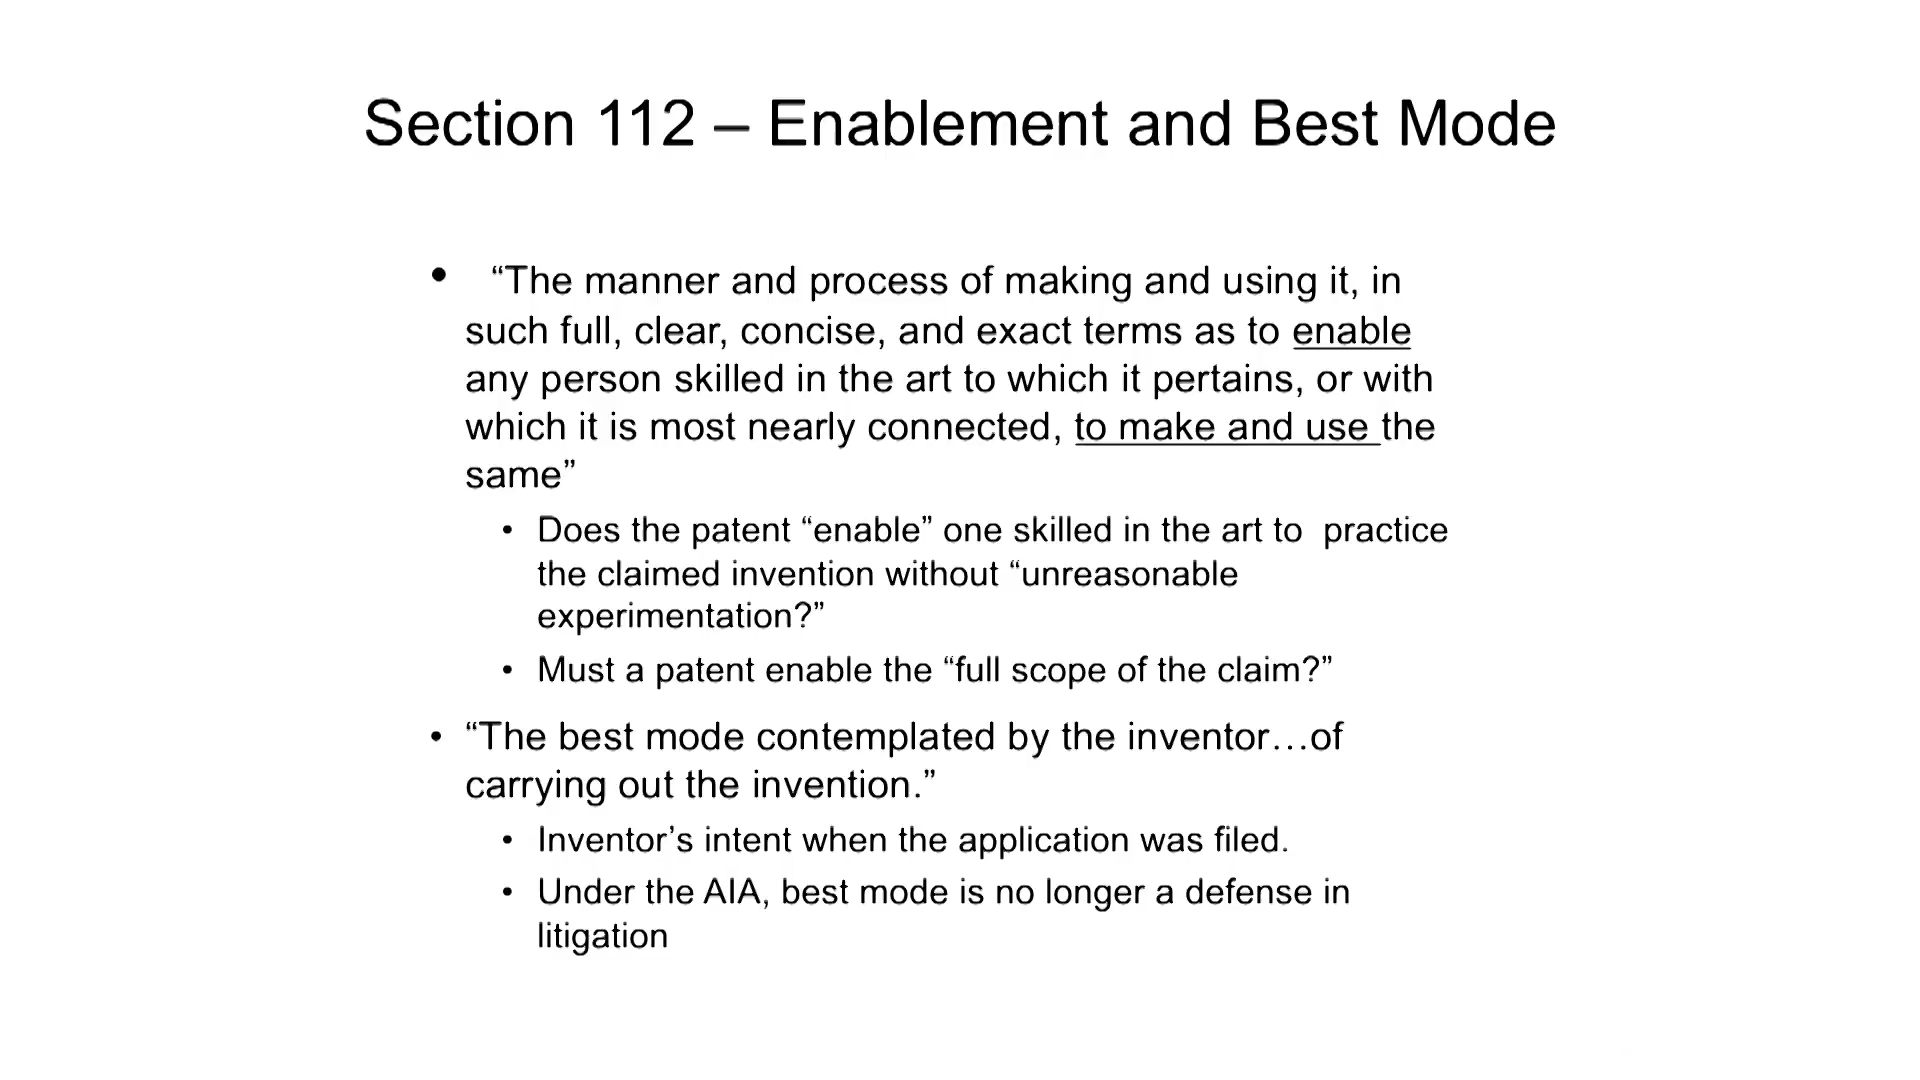 Section 112 – Enablement and Best Mode
• “The manner and process of making and using it, in
such full, clear, concise, and exact terms as to enable
any person skilled in the art to which it pertains, or with
which it is most nearly connected, to make and use the
same”
• Does the patent “enable” one skilled in the art to practice
the claimed invention without “unreasonable
experimentation?”
• Must a patent enable the “full scope of the claim?”
• “The best mode contemplated by the inventor…of
carrying out the invention.”
• Inventor’s intent when the application was filed.
• Under the AIA, best mode is no longer a defense in
litigation